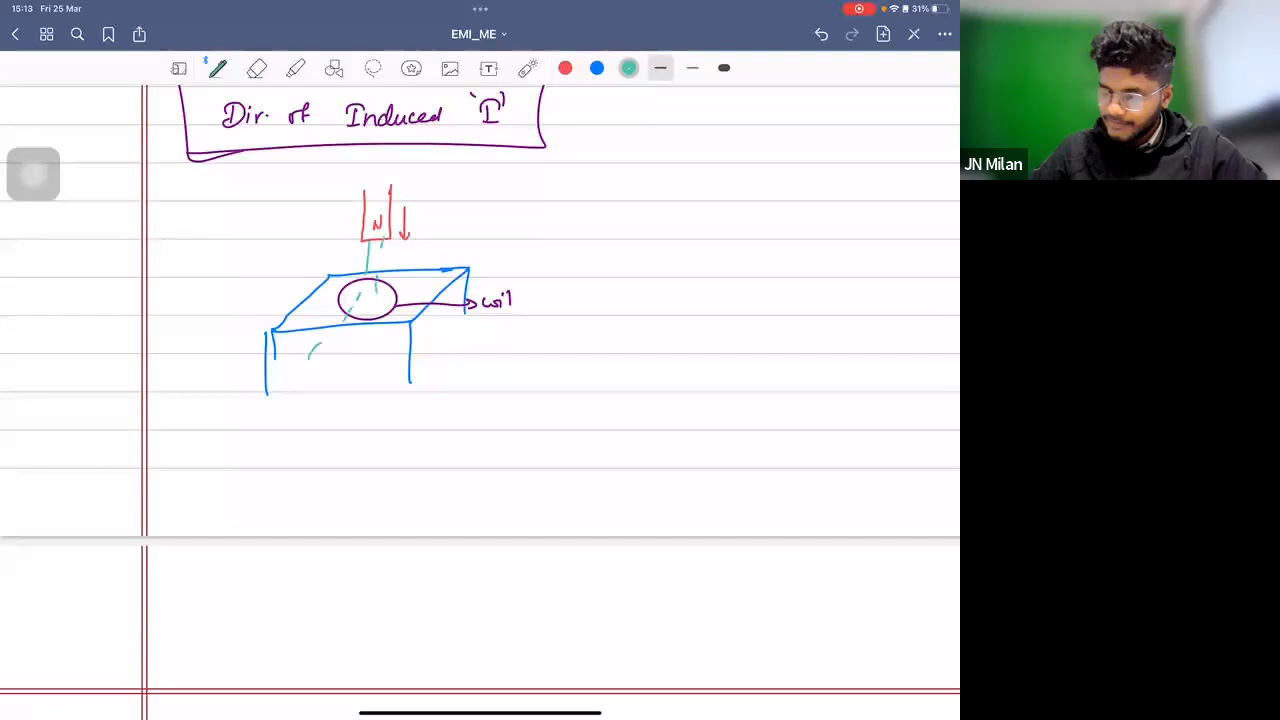 15:13 Fri 25 Mar
31%
EMI_ME
Dir. of Induced 'I'
N
coil
JN Milan